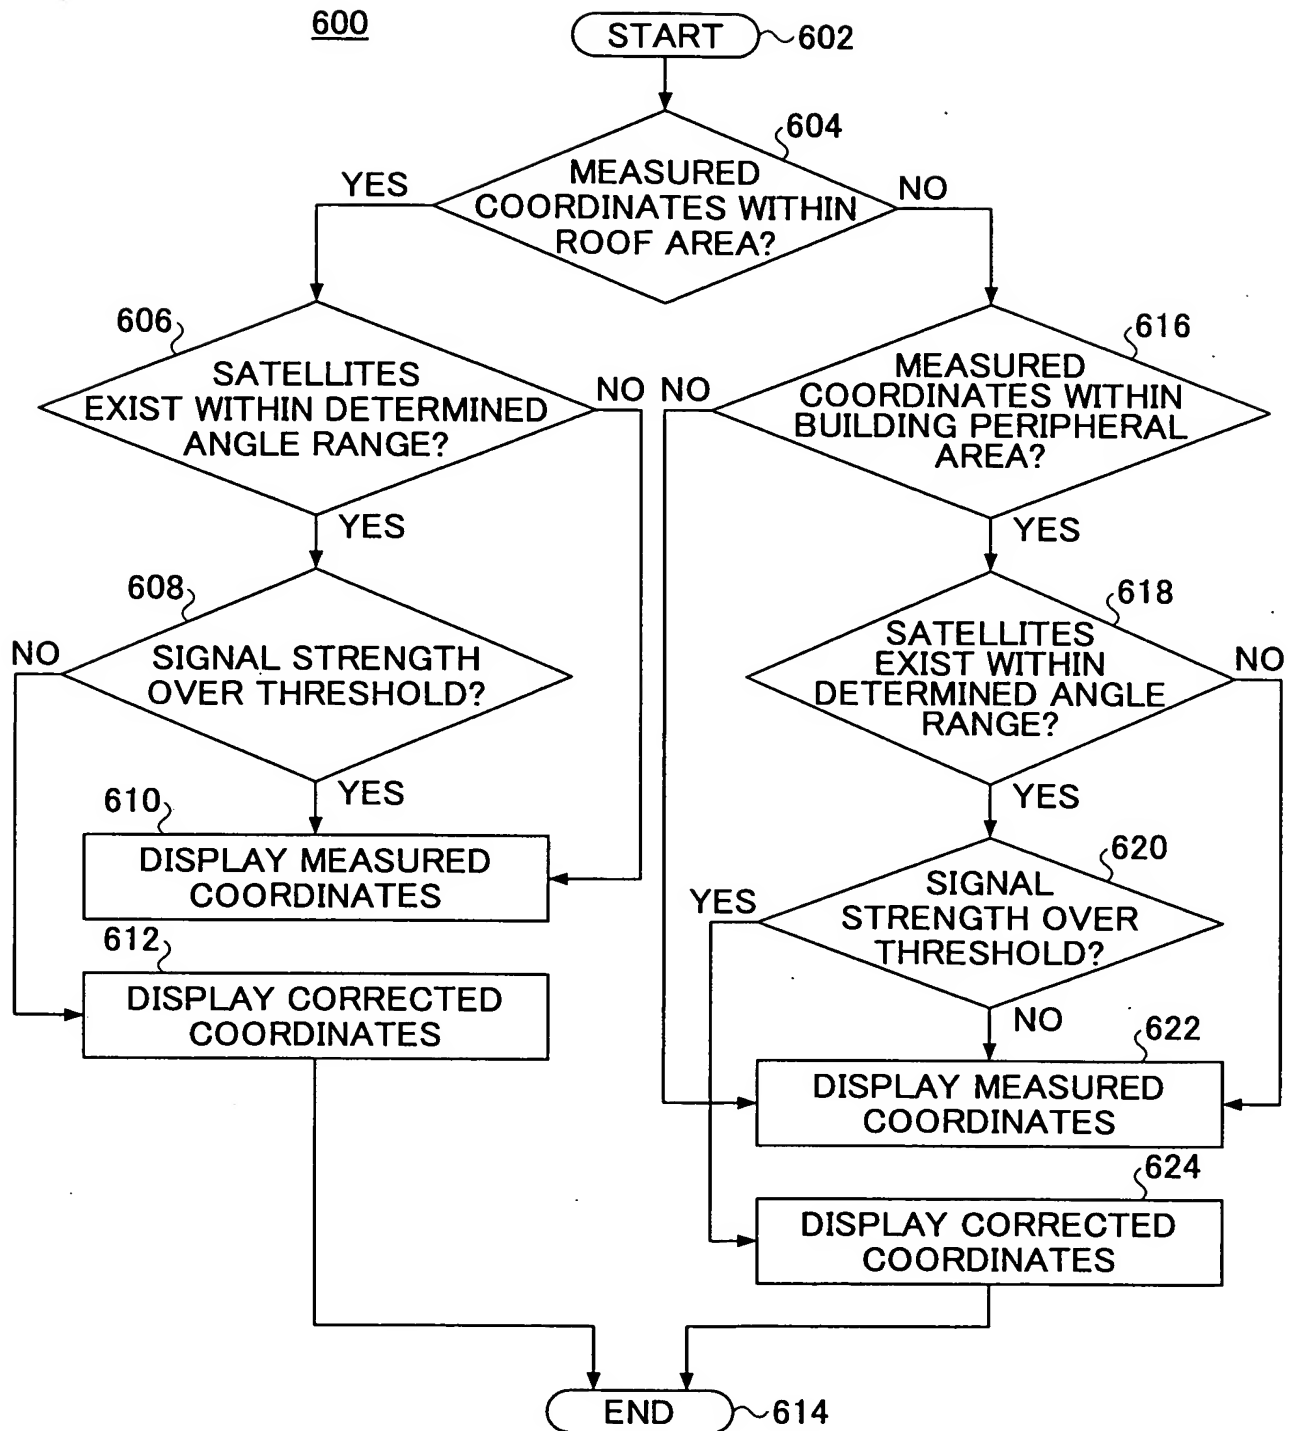 600
START
602
604
MEASURED
COORDINATES WITHIN
ROOF AREA?
YES
NO
606
SATELLITES
EXIST WITHIN DETERMINED
ANGLE RANGE?
NO
YES
616
MEASURED
COORDINATES WITHIN
BUILDING PERIPHERAL
AREA?
NO
YES
608
SIGNAL STRENGTH
OVER THRESHOLD?
NO
YES
618
SATELLITES
EXIST WITHIN
DETERMINED ANGLE
RANGE?
NO
YES
610
DISPLAY MEASURED
COORDINATES
620
SIGNAL
STRENGTH OVER
THRESHOLD?
YES
NO
612
DISPLAY CORRECTED
COORDINATES
622
DISPLAY MEASURED
COORDINATES
624
DISPLAY CORRECTED
COORDINATES
END
614